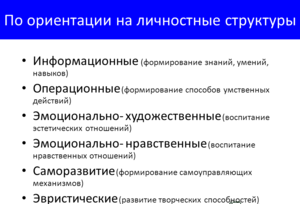 По ориентации на личностные структуры
• Информационные (формирование знаний, умений,
навыков)
• Операционные (формирование способов умственных
действий)
• Эмоционально- художественные (воспитание
эстетических отношений)
• Эмоционально- нравственные (воспитание
нравственных отношений)
• Саморазвитие (формирование самоуправляющих
механизмов)
• Эвристические (развитие творческих способностей)